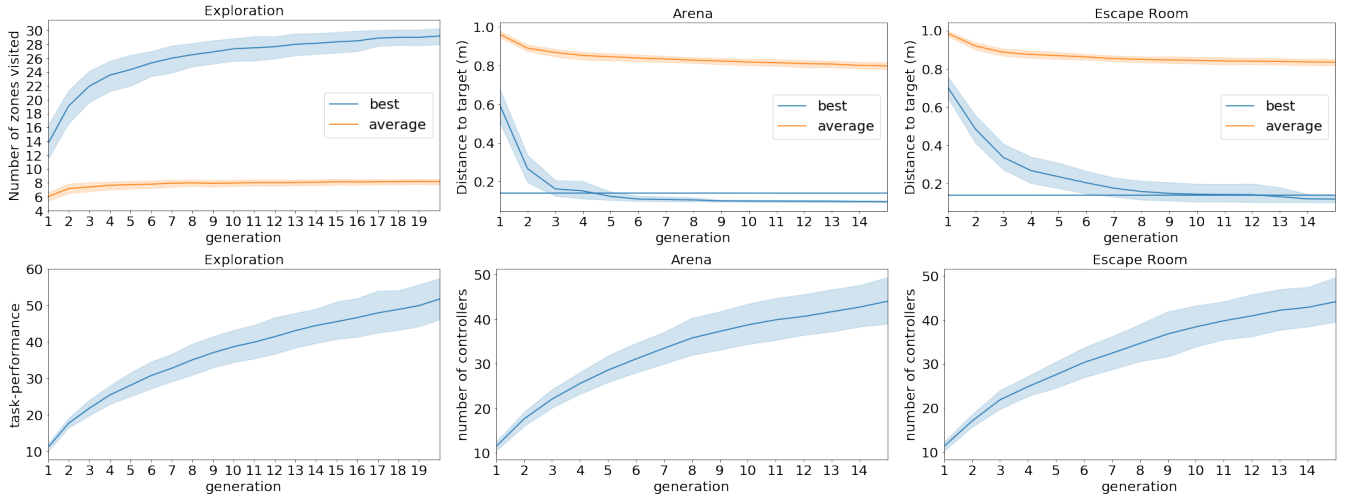 Exploration
Number of zones visited
30
28
26
24
22
20
18
16
14
12
10
8
6
4
best
average
1 2 3 4 5 6 7 8 9 10 11 12 13 14 15 16 17 18 19
generation
Arena
Distance to target (m)
1.0
0.8
0.6
0.4
0.2
best
average
1 2 3 4 5 6 7 8 9 10 11 12 13 14
generation
Escape Room
Distance to target (m)
1.0
0.8
0.6
0.4
0.2
best
average
1 2 3 4 5 6 7 8 9 10 11 12 13 14
generation
Exploration
task-performance
60
50
40
30
20
10
1 2 3 4 5 6 7 8 9 10 11 12 13 14 15 16 17 18 19
generation
Arena
number of controllers
50
40
30
20
10
1 2 3 4 5 6 7 8 9 10 11 12 13 14
generation
Escape Room
number of controllers
50
40
30
20
10
1 2 3 4 5 6 7 8 9 10 11 12 13 14
generation